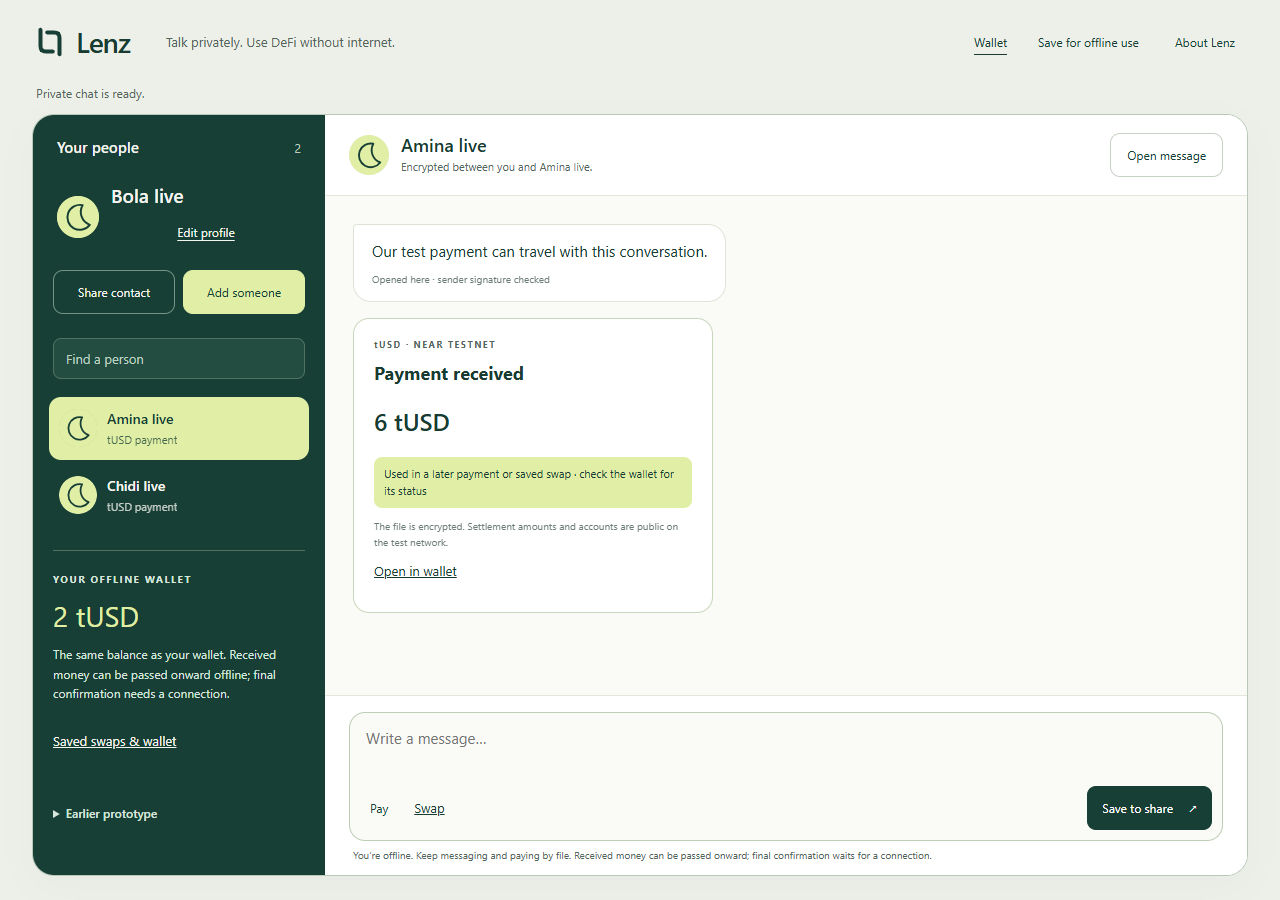 Lenz
Talk privately. Use DeFi without internet.
Wallet
Save for offline use
About Lenz
Private chat is ready.
Your people
2
Bola live
Edit profile
Share contact
Add someone
Find a person
Amina live
tUSD payment
Chidi live
tUSD payment
YOUR OFFLINE WALLET
2 tUSD
The same balance as your wallet. Received
money can be passed onward offline; final
confirmation needs a connection.
Saved swaps & wallet
Earlier prototype
Amina live
Encrypted between you and Amina live.
Open message
Our test payment can travel with this conversation.
Opened here · sender signature checked
tUSD · NEAR TESTNET
Payment received
6 tUSD
Used in a later payment or saved swap · check the wallet for
its status
The file is encrypted. Settlement amounts and accounts are public on
the test network.
Open in wallet
Write a message...
Pay
Swap
Save to share ↗
You're offline. Keep messaging and paying by file. Received money can be passed onward; final confirmation waits for a connection.